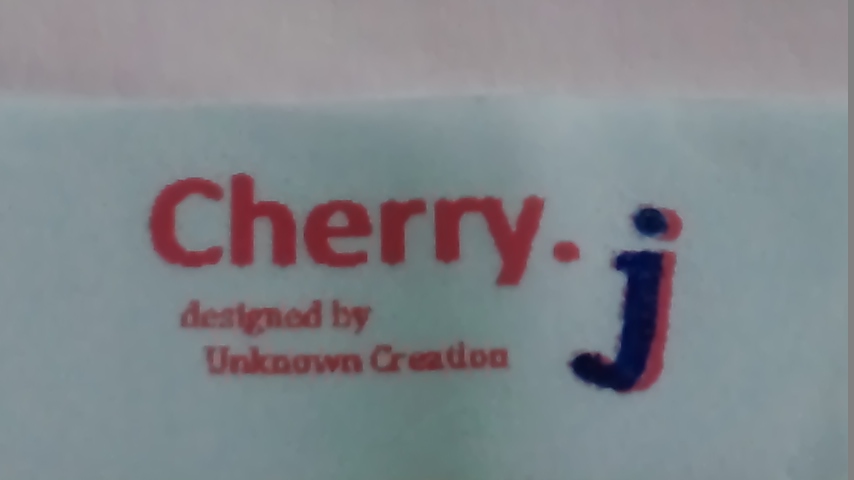 Cherry.j
designed by
Unknown Creation